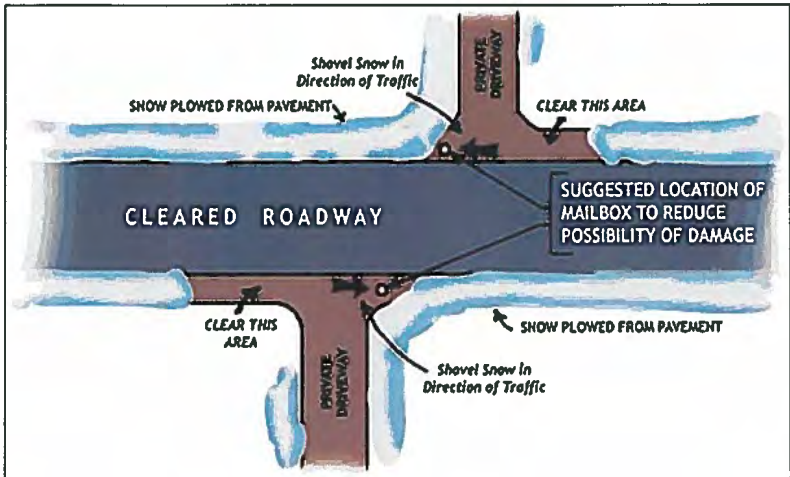 Shovel Snow in
Direction of Traffic
PRIVATE
DRIVEWAY
SNOW PLOWED FROM PAVEMENT
CLEAR THIS AREA
CLEARED ROADWAY
SUGGESTED LOCATION OF
MAILBOX TO REDUCE
POSSIBILITY OF DAMAGE
CLEAR THIS
AREA
SNOW PLOWED FROM PAVEMENT
PRIVATE
DRIVEWAY
Shovel Snow in
Direction of Traffic